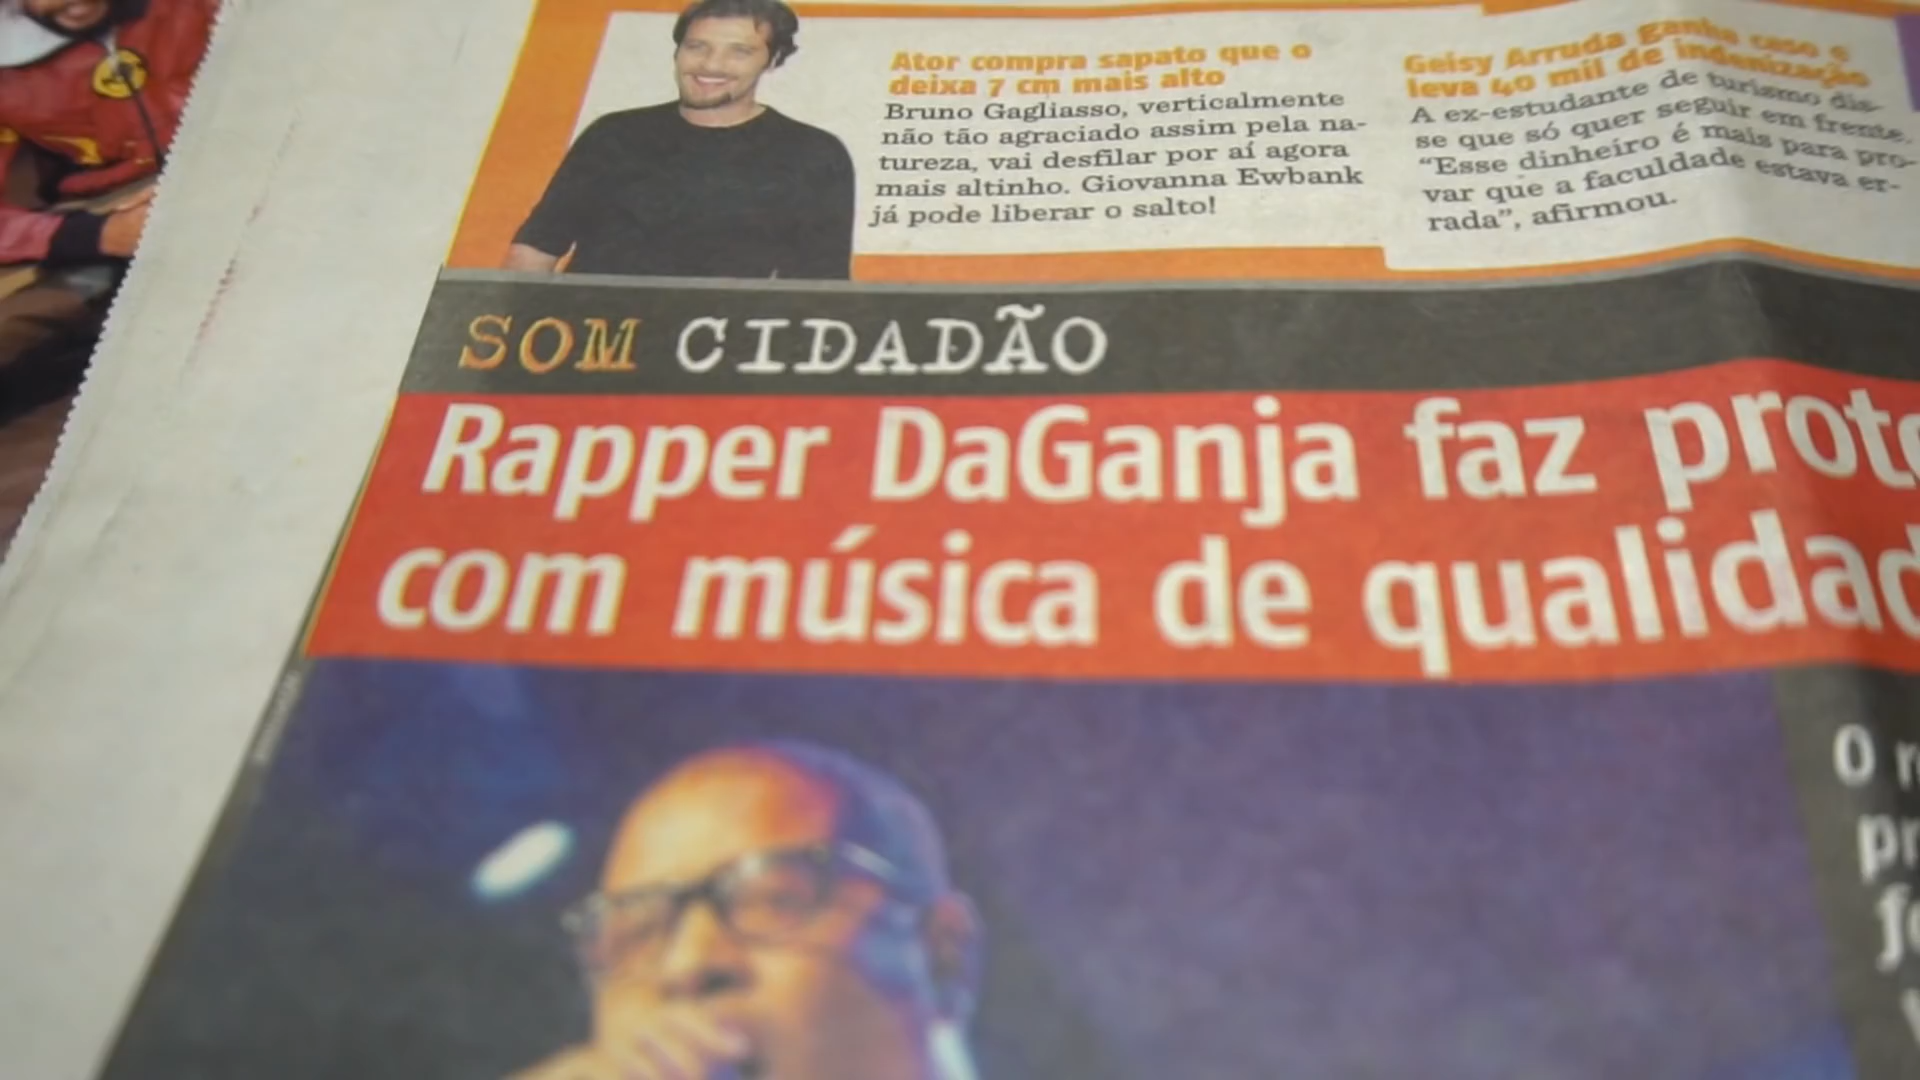 Ator compra sapato que o
deixa 7 cm mais alto
Bruno Gagliasso, verticalmente
não tão agraciado assim pela na-
tureza, vai desfilar por aí agora
mais altinho. Giovanna Ewbank
já pode liberar o salto!
Geisy Arruda ganha caso e
leva 40 mil de indenização
A ex-estudante de turismo dis-
se que só quer seguir em frente.
“Esse dinheiro é mais para pro-
var que a faculdade estava er-
rada”, afirmou.
SOM CIDADÃO
Rapper DaGanja faz prote
com música de qualidad
O r
pr